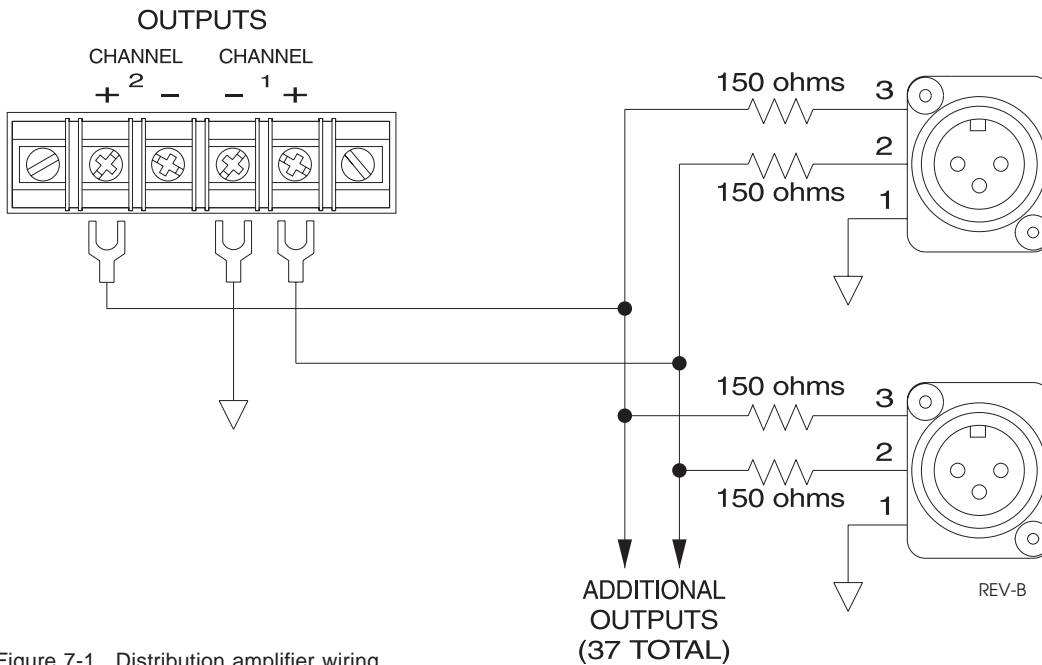 OUTPUTS
CHANNEL CHANNEL
2 1
+ − − +
150 ohms
3
2
150 ohms
1
150 ohms
3
2
150 ohms
1
ADDITIONAL
OUTPUTS
(37 TOTAL)
REV-B
Figure 7-1. Distribution amplifier wiring